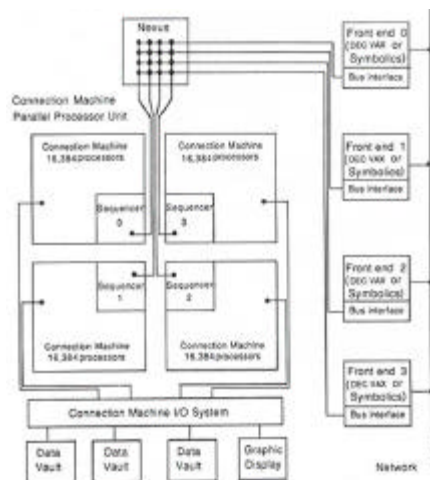 Nexus
Connection Machine
Parallel Processor Unit
Connection Machine
16,384 processors
Connection Machine
16,384 processors
Sequencer
0
Sequencer
3
Sequencer
1
Sequencer
2
Connection Machine
16,384 processors
Connection Machine
16,384 processors
Connection Machine I/O System
Data
Vault
Data
Vault
Data
Vault
Graphic
Display
Front end 0
(DEC VAX or
Symbolics)
Bus interface
Front end 1
(DEC VAX or
Symbolics)
Bus interface
Front end 2
(DEC VAX or
Symbolics)
Bus interface
Front end 3
(DEC VAX or
Symbolics)
Bus interface
Network